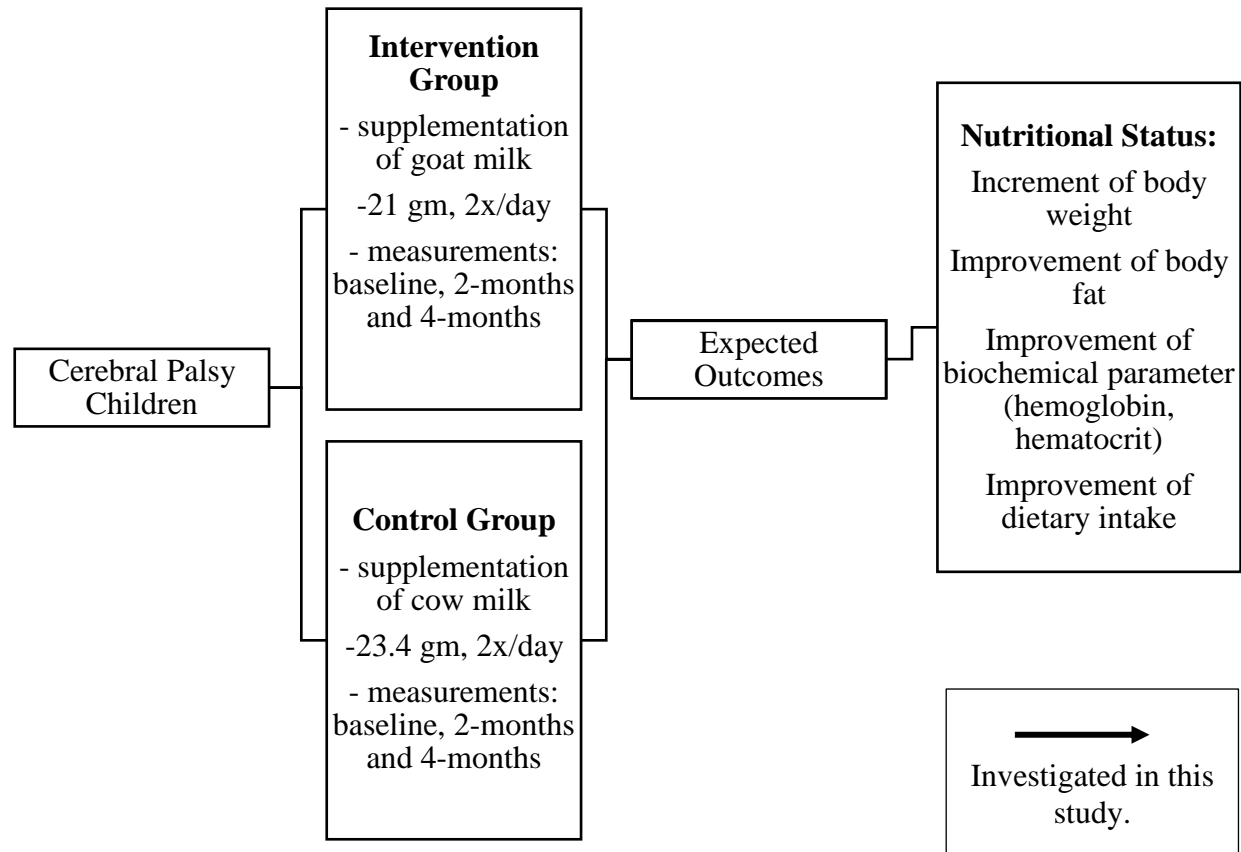 Cerebral Palsy
Children
Intervention
Group
- supplementation
of goat milk
-21 gm, 2x/day
- measurements:
baseline, 2-months
and 4-months
Control Group
- supplementation
of cow milk
-23.4 gm, 2x/day
- measurements:
baseline, 2-months
and 4-months
Expected
Outcomes
Nutritional Status:
Increment of body
weight
Improvement of body
fat
Improvement of
biochemical parameter
(hemoglobin,
hematocrit)
Improvement of
dietary intake
Investigated in this
study.